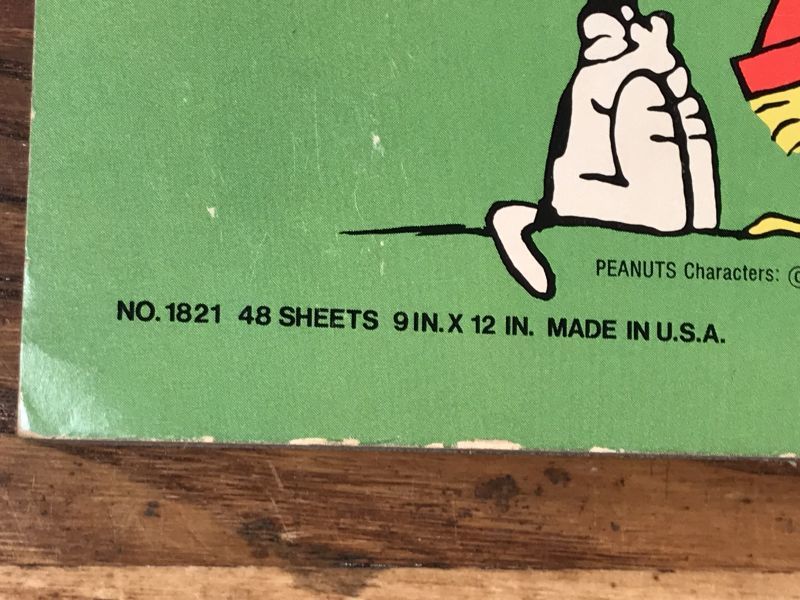 PEANUTS Characters: ©
NO. 1821 48 SHEETS 9 IN. X 12 IN. MADE IN U.S.A.